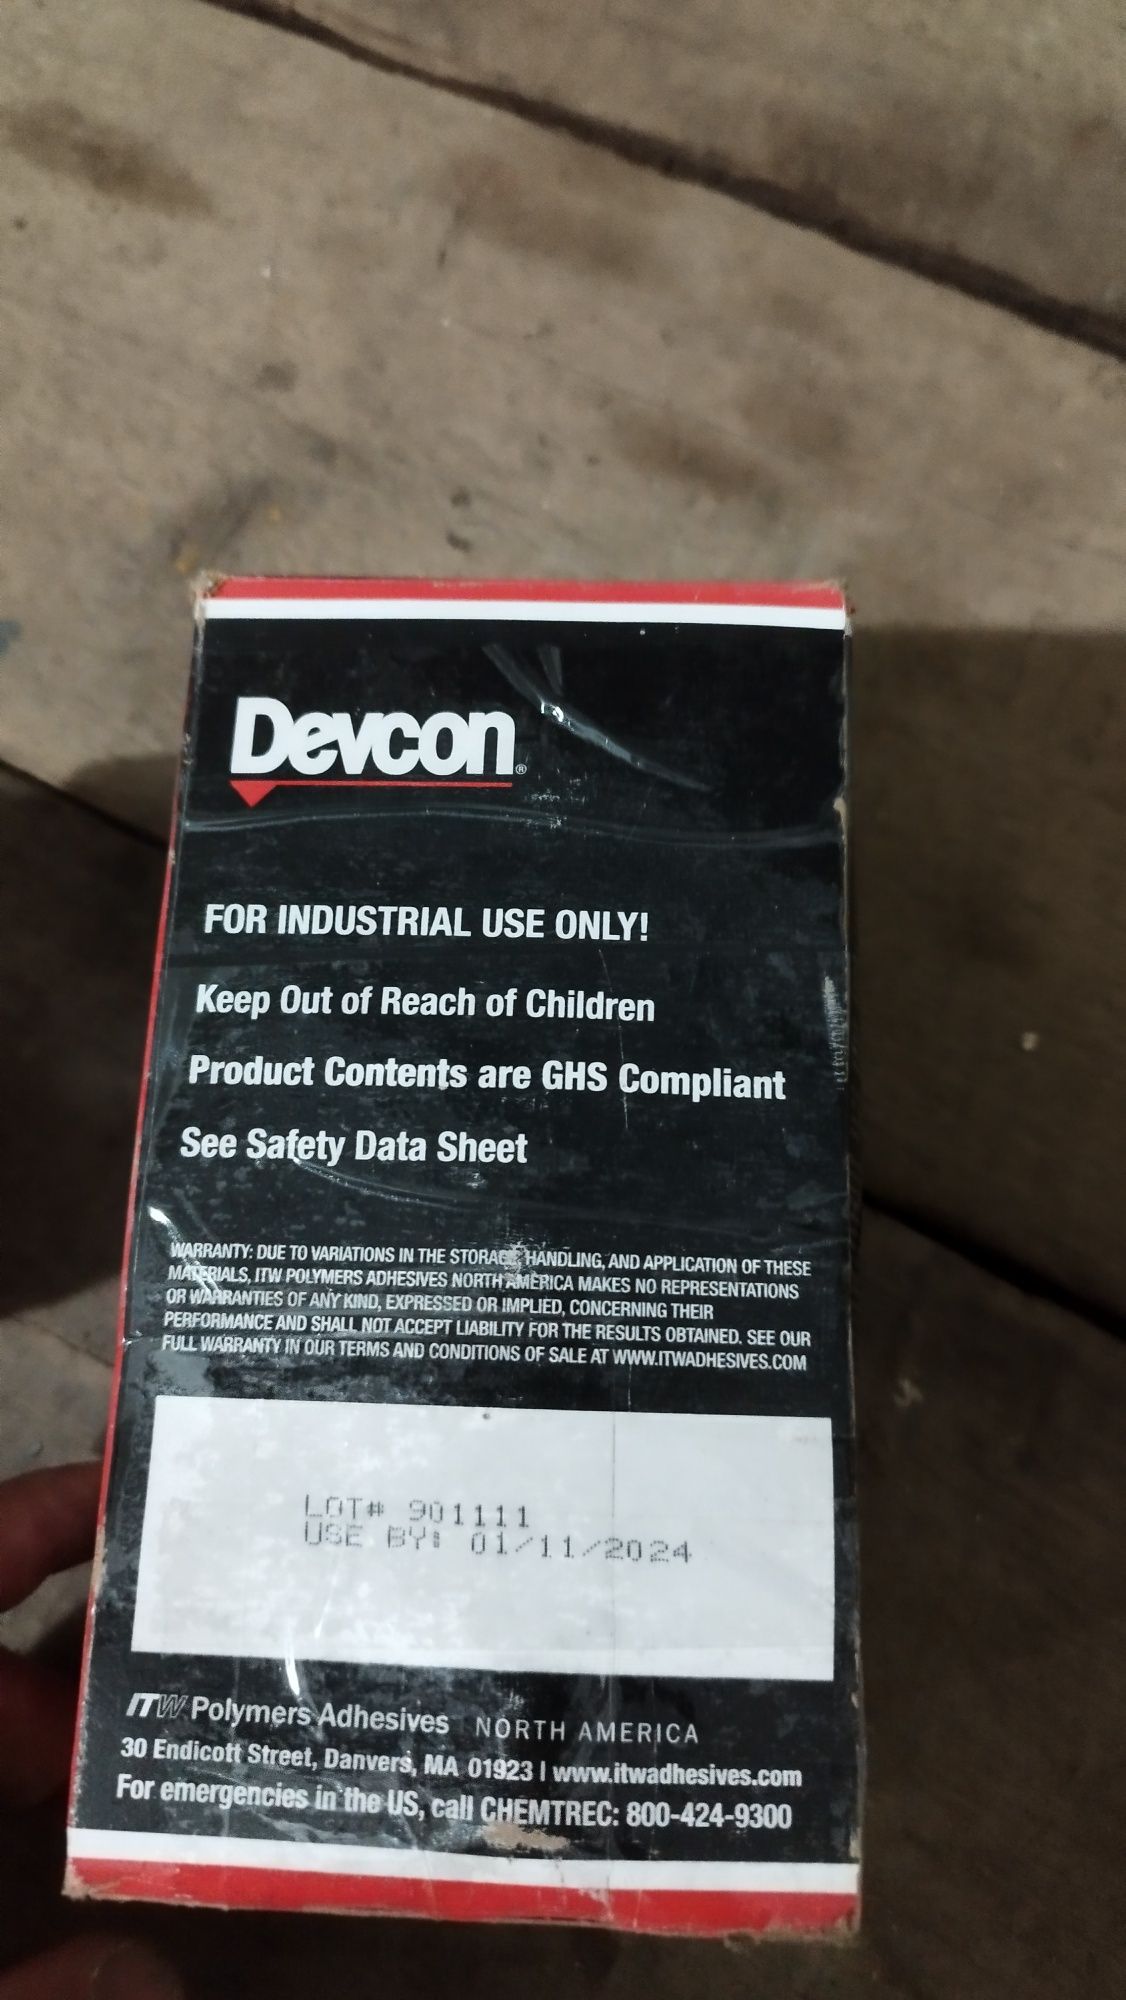 Devcon®
FOR INDUSTRIAL USE ONLY!
Keep Out of Reach of Children
Product Contents are GHS Compliant
See Safety Data Sheet
WARRANTY: DUE TO VARIATIONS IN THE STORAGE, HANDLING, AND APPLICATION OF THESE
MATERIALS, ITW POLYMERS ADHESIVES NORTH AMERICA MAKES NO REPRESENTATIONS
OR WARRANTIES OF ANY KIND, EXPRESSED OR IMPLIED, CONCERNING THEIR
PERFORMANCE AND SHALL NOT ACCEPT LIABILITY FOR THE RESULTS OBTAINED. SEE OUR
FULL WARRANTY IN OUR TERMS AND CONDITIONS OF SALE AT WWW.ITWADHESIVES.COM
LOT# 901111
USE BY: 01/11/2024
ITW Polymers Adhesives NORTH AMERICA
30 Endicott Street, Danvers, MA 01923 | www.itwadhesives.com
For emergencies in the US, call CHEMTREC: 800-424-9300